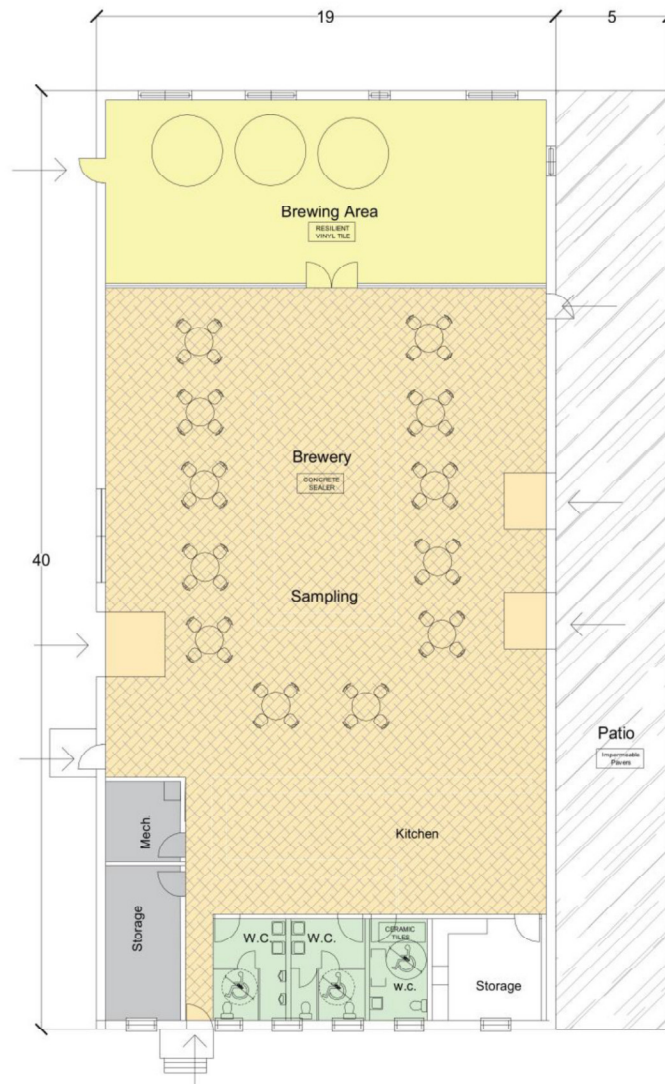 19
5
Brewing Area
RESILIENT
VINYL TILE
Brewery
CONCRETE
SEALER
40
Sampling
Patio
Impermeable
Pavers
Mech
Kitchen
Storage
W.C.
W.C.
CERAMIC
TILES
W.C.
Storage